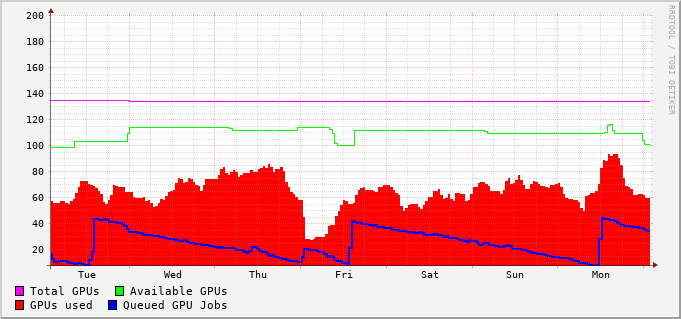 200
180
160
140
120
100
80
60
40
20
Tue Wed Thu Fri Sat Sun Mon
Total GPUs Available GPUs
GPUs used Queued GPU Jobs
RRDTOOL / TOBI OETIKER